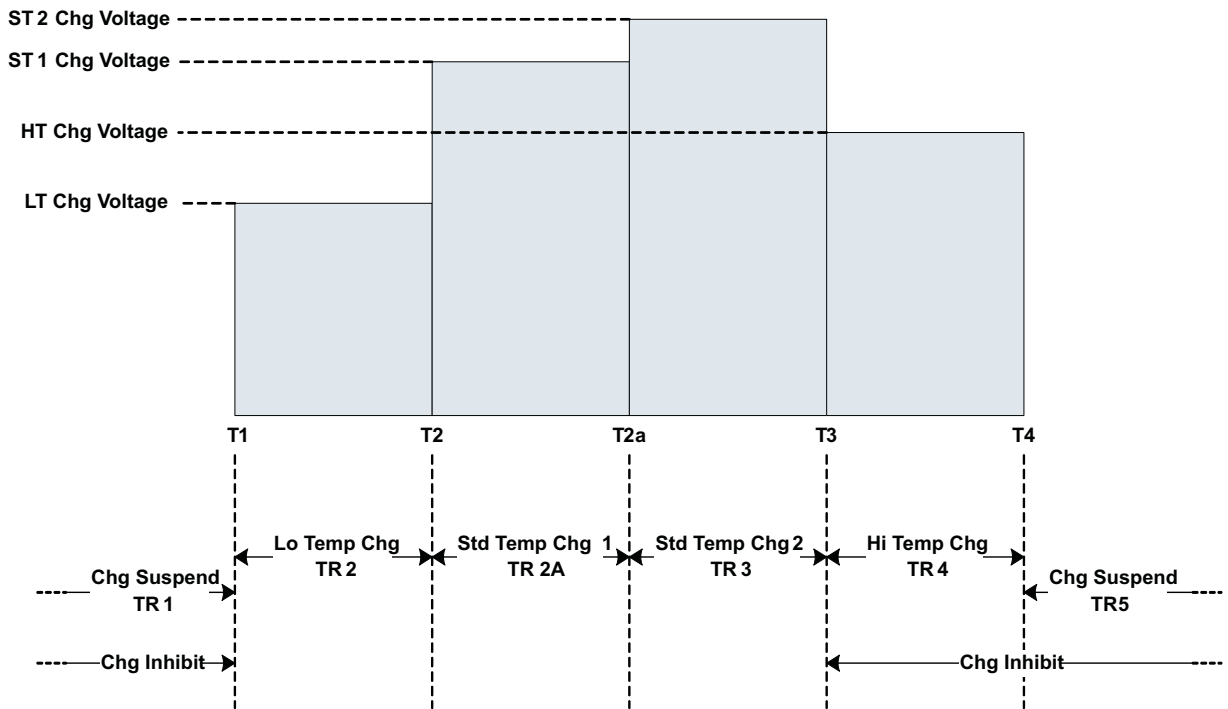 ST 2 Chg Voltage
ST 1 Chg Voltage
HT Chg Voltage
LT Chg Voltage
T1 T2 T2a T3 T4
Lo Temp Chg
TR 2
Std Temp Chg 1
TR 2A
Std Temp Chg 2
TR 3
Hi Temp Chg
TR 4
Chg Suspend
TR 1
Chg Suspend
TR5
Chg Inhibit
Chg Inhibit